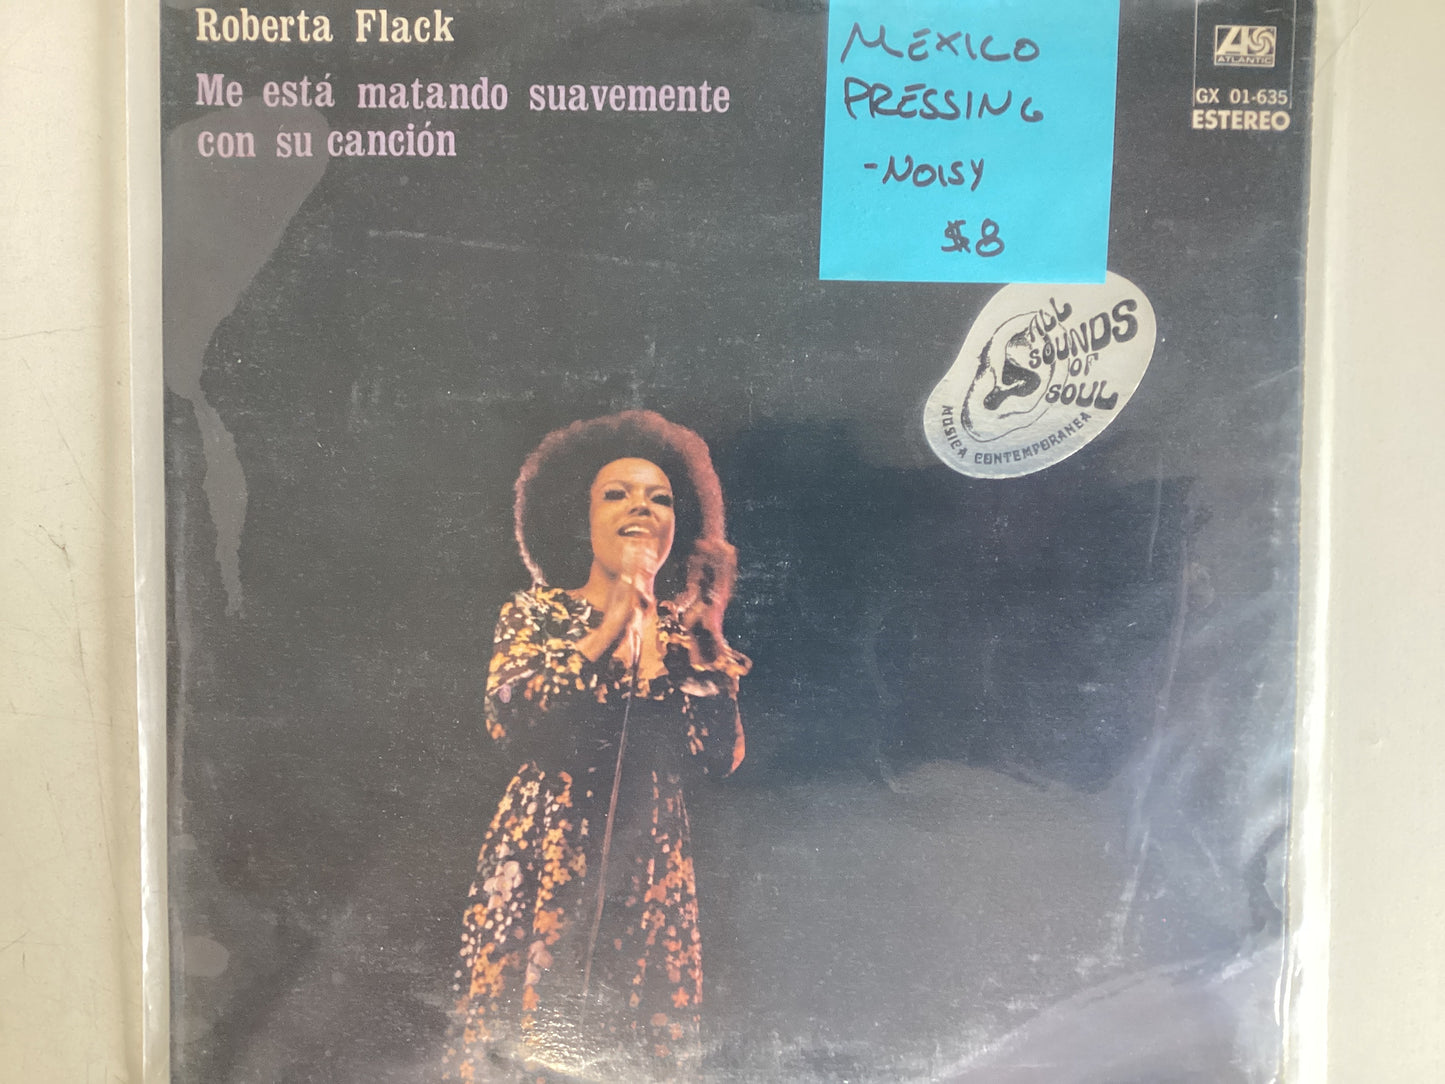 Roberta Flack
Me está matando suavemente
con su canción
MEXICO
PRESSING
-NOISY
$8
ATLANTIC
GX 01-635
ESTEREO
ALL
SOUNDS
OF
SOUL
MUSICA CONTEMPORANEA